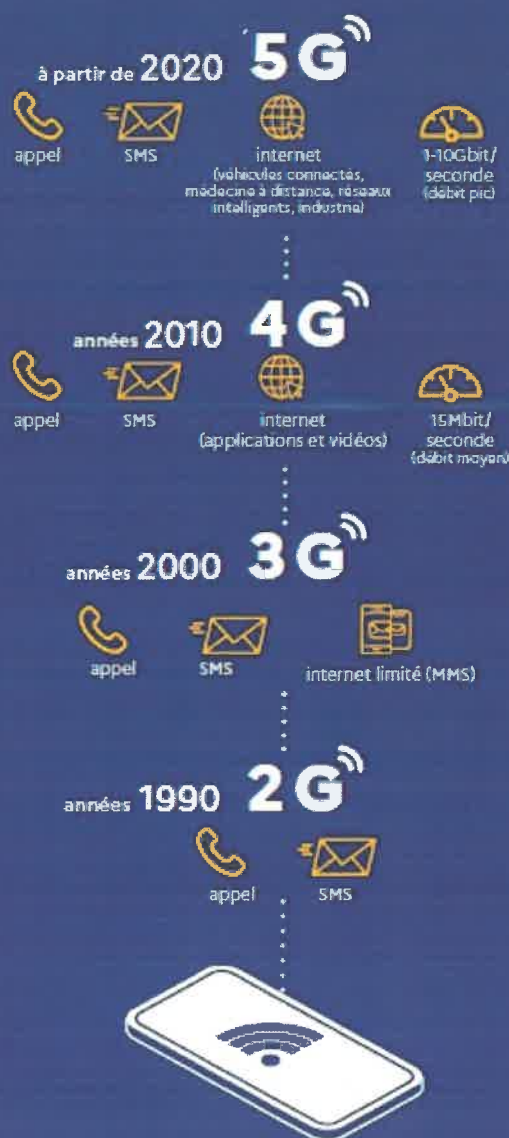 à partir de 2020 5G
appel
SMS
internet
(véhicules connectés,
médecine à distance, réseaux
intelligents, industrie)
1-10Gbit/
seconde
(débit pic)
années 2010 4G
appel
SMS
internet
(applications et vidéos)
15Mbit/
seconde
(débit moyen)
années 2000 3G
appel
SMS
internet limité (MMS)
années 1990 2G
appel
SMS